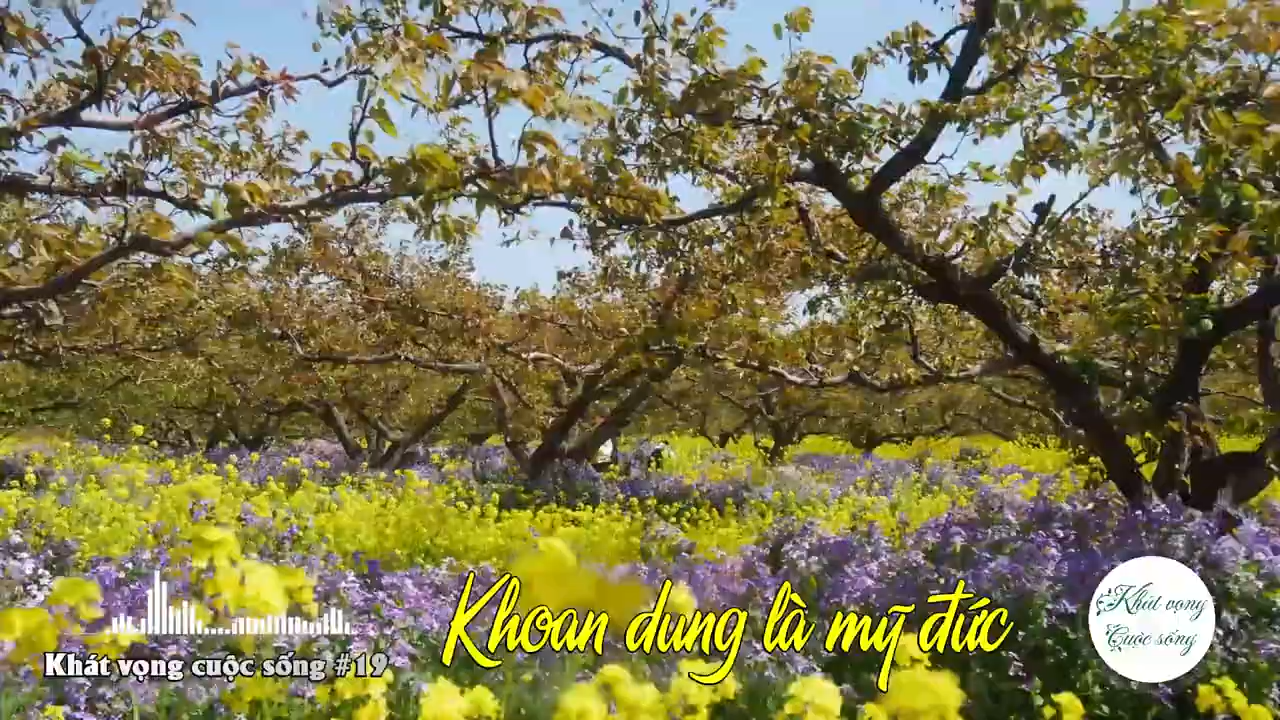 Khoan dung là mỹ đức
Khát vọng cuộc sống #19
Khát vọng
Cuộc sống